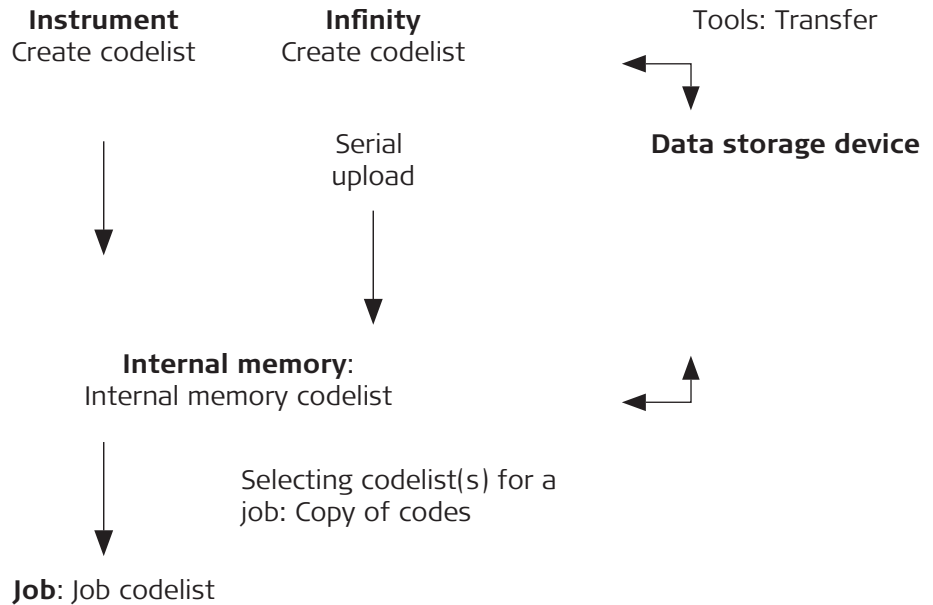 Instrument
Create codelist
Infinity
Create codelist
Tools: Transfer
Serial
upload
Data storage device
Internal memory:
Internal memory codelist
Selecting codelist(s) for a
job: Copy of codes
Job: Job codelist